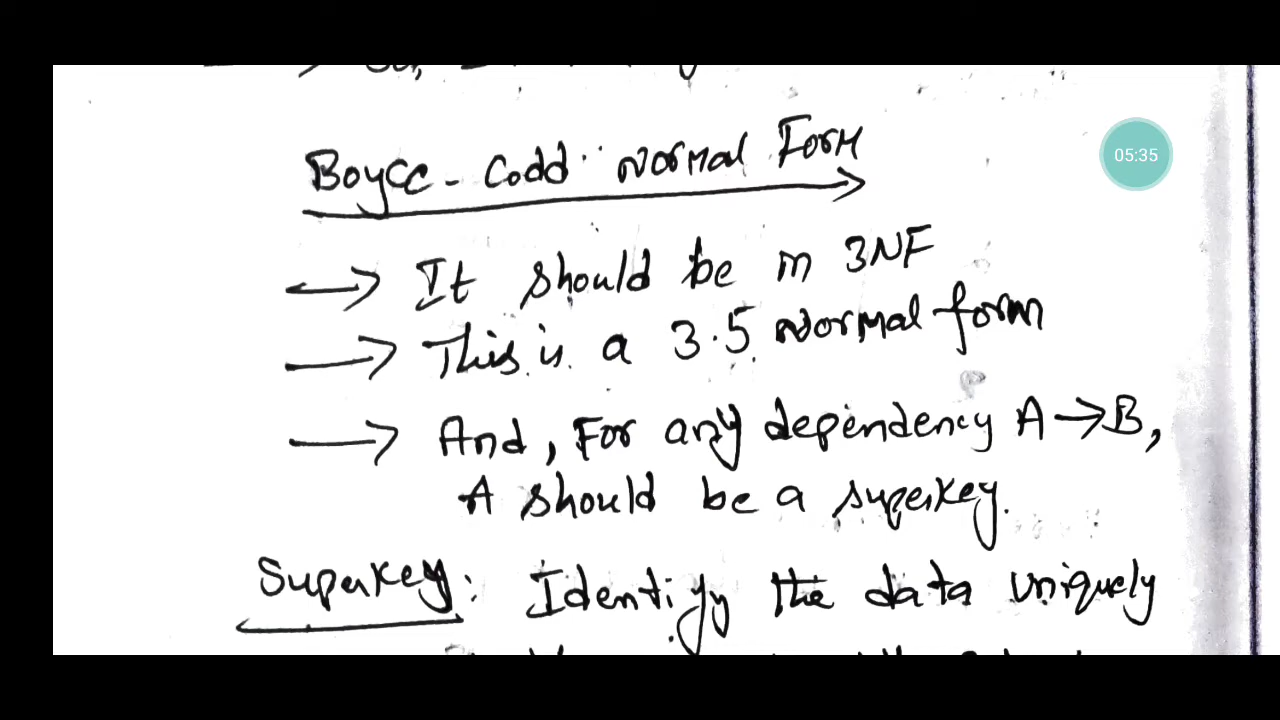 Boyce - Codd Normal Form
05:35
→ It should be in 3NF
→ This is a 3.5 Normal form
→ And, For any dependency A → B,
A should be a superkey.
Superkey: Identify the data uniquely